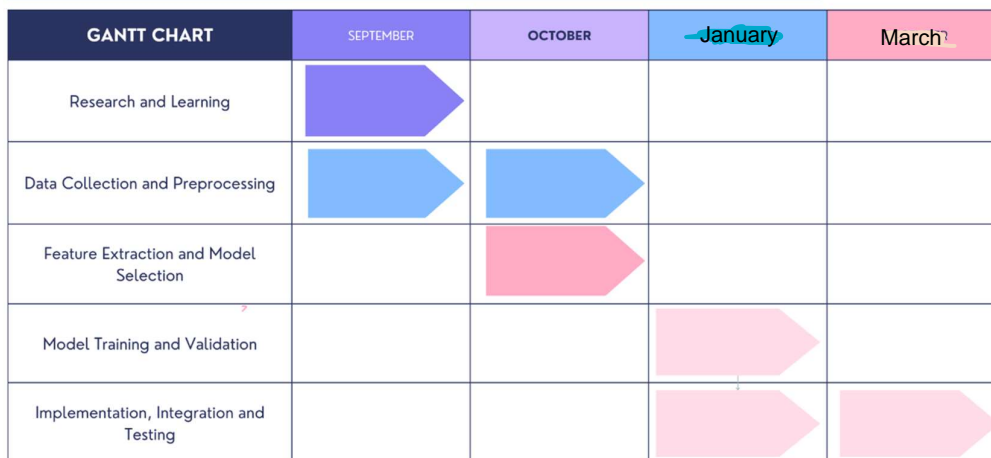 GANTT CHART
SEPTEMBER
OCTOBER
January
March
Research and Learning
Data Collection and Preprocessing
Feature Extraction and Model
Selection
Model Training and Validation
Implementation, Integration and
Testing